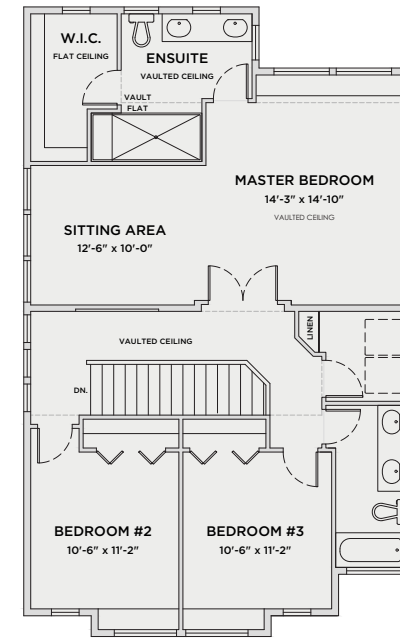 W.I.C.
FLAT CEILING
ENSUITE
VAULTED CEILING
VAULT
FLAT
MASTER BEDROOM
14'-3" x 14'-10"
VAULTED CEILING
SITTING AREA
12'-6" x 10'-0"
LINEN
VAULTED CEILING
DN.
BEDROOM #2
10'-6" x 11'-2"
BEDROOM #3
10'-6" x 11'-2"